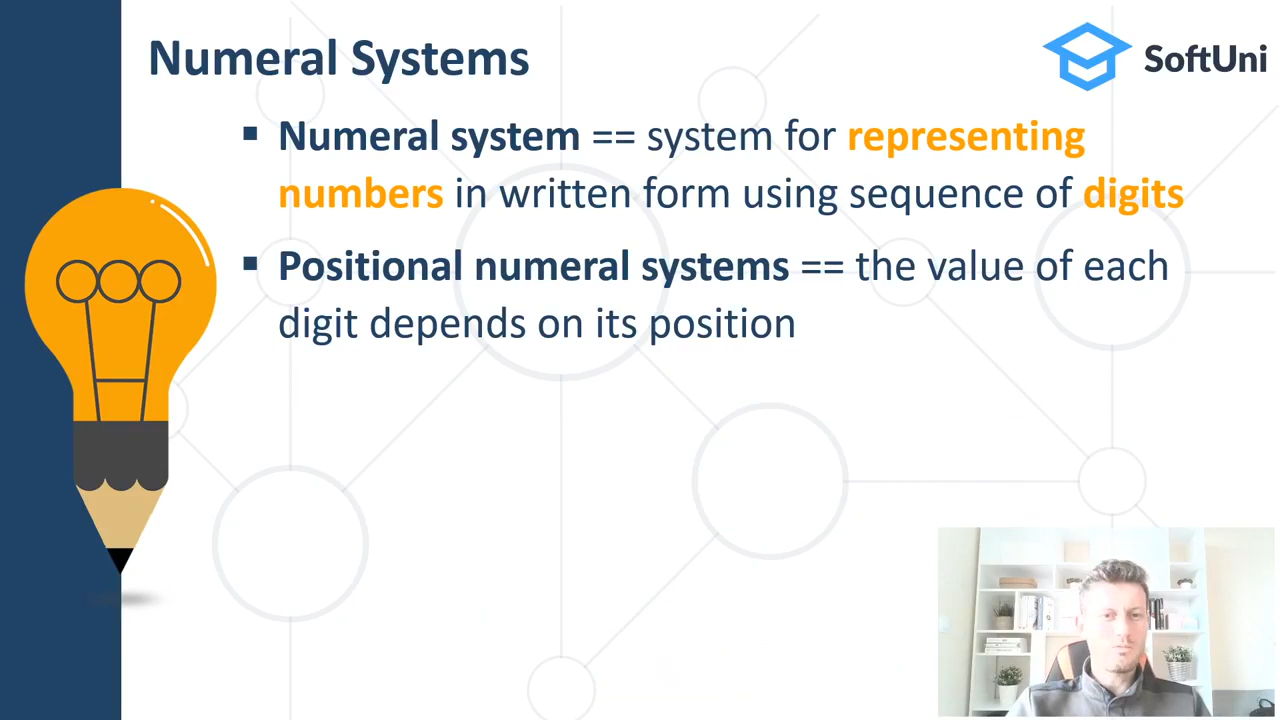 Numeral Systems
SoftUni
▪ Numeral system == system for representing
numbers in written form using sequence of digits
▪ Positional numeral systems == the value of each
digit depends on its position